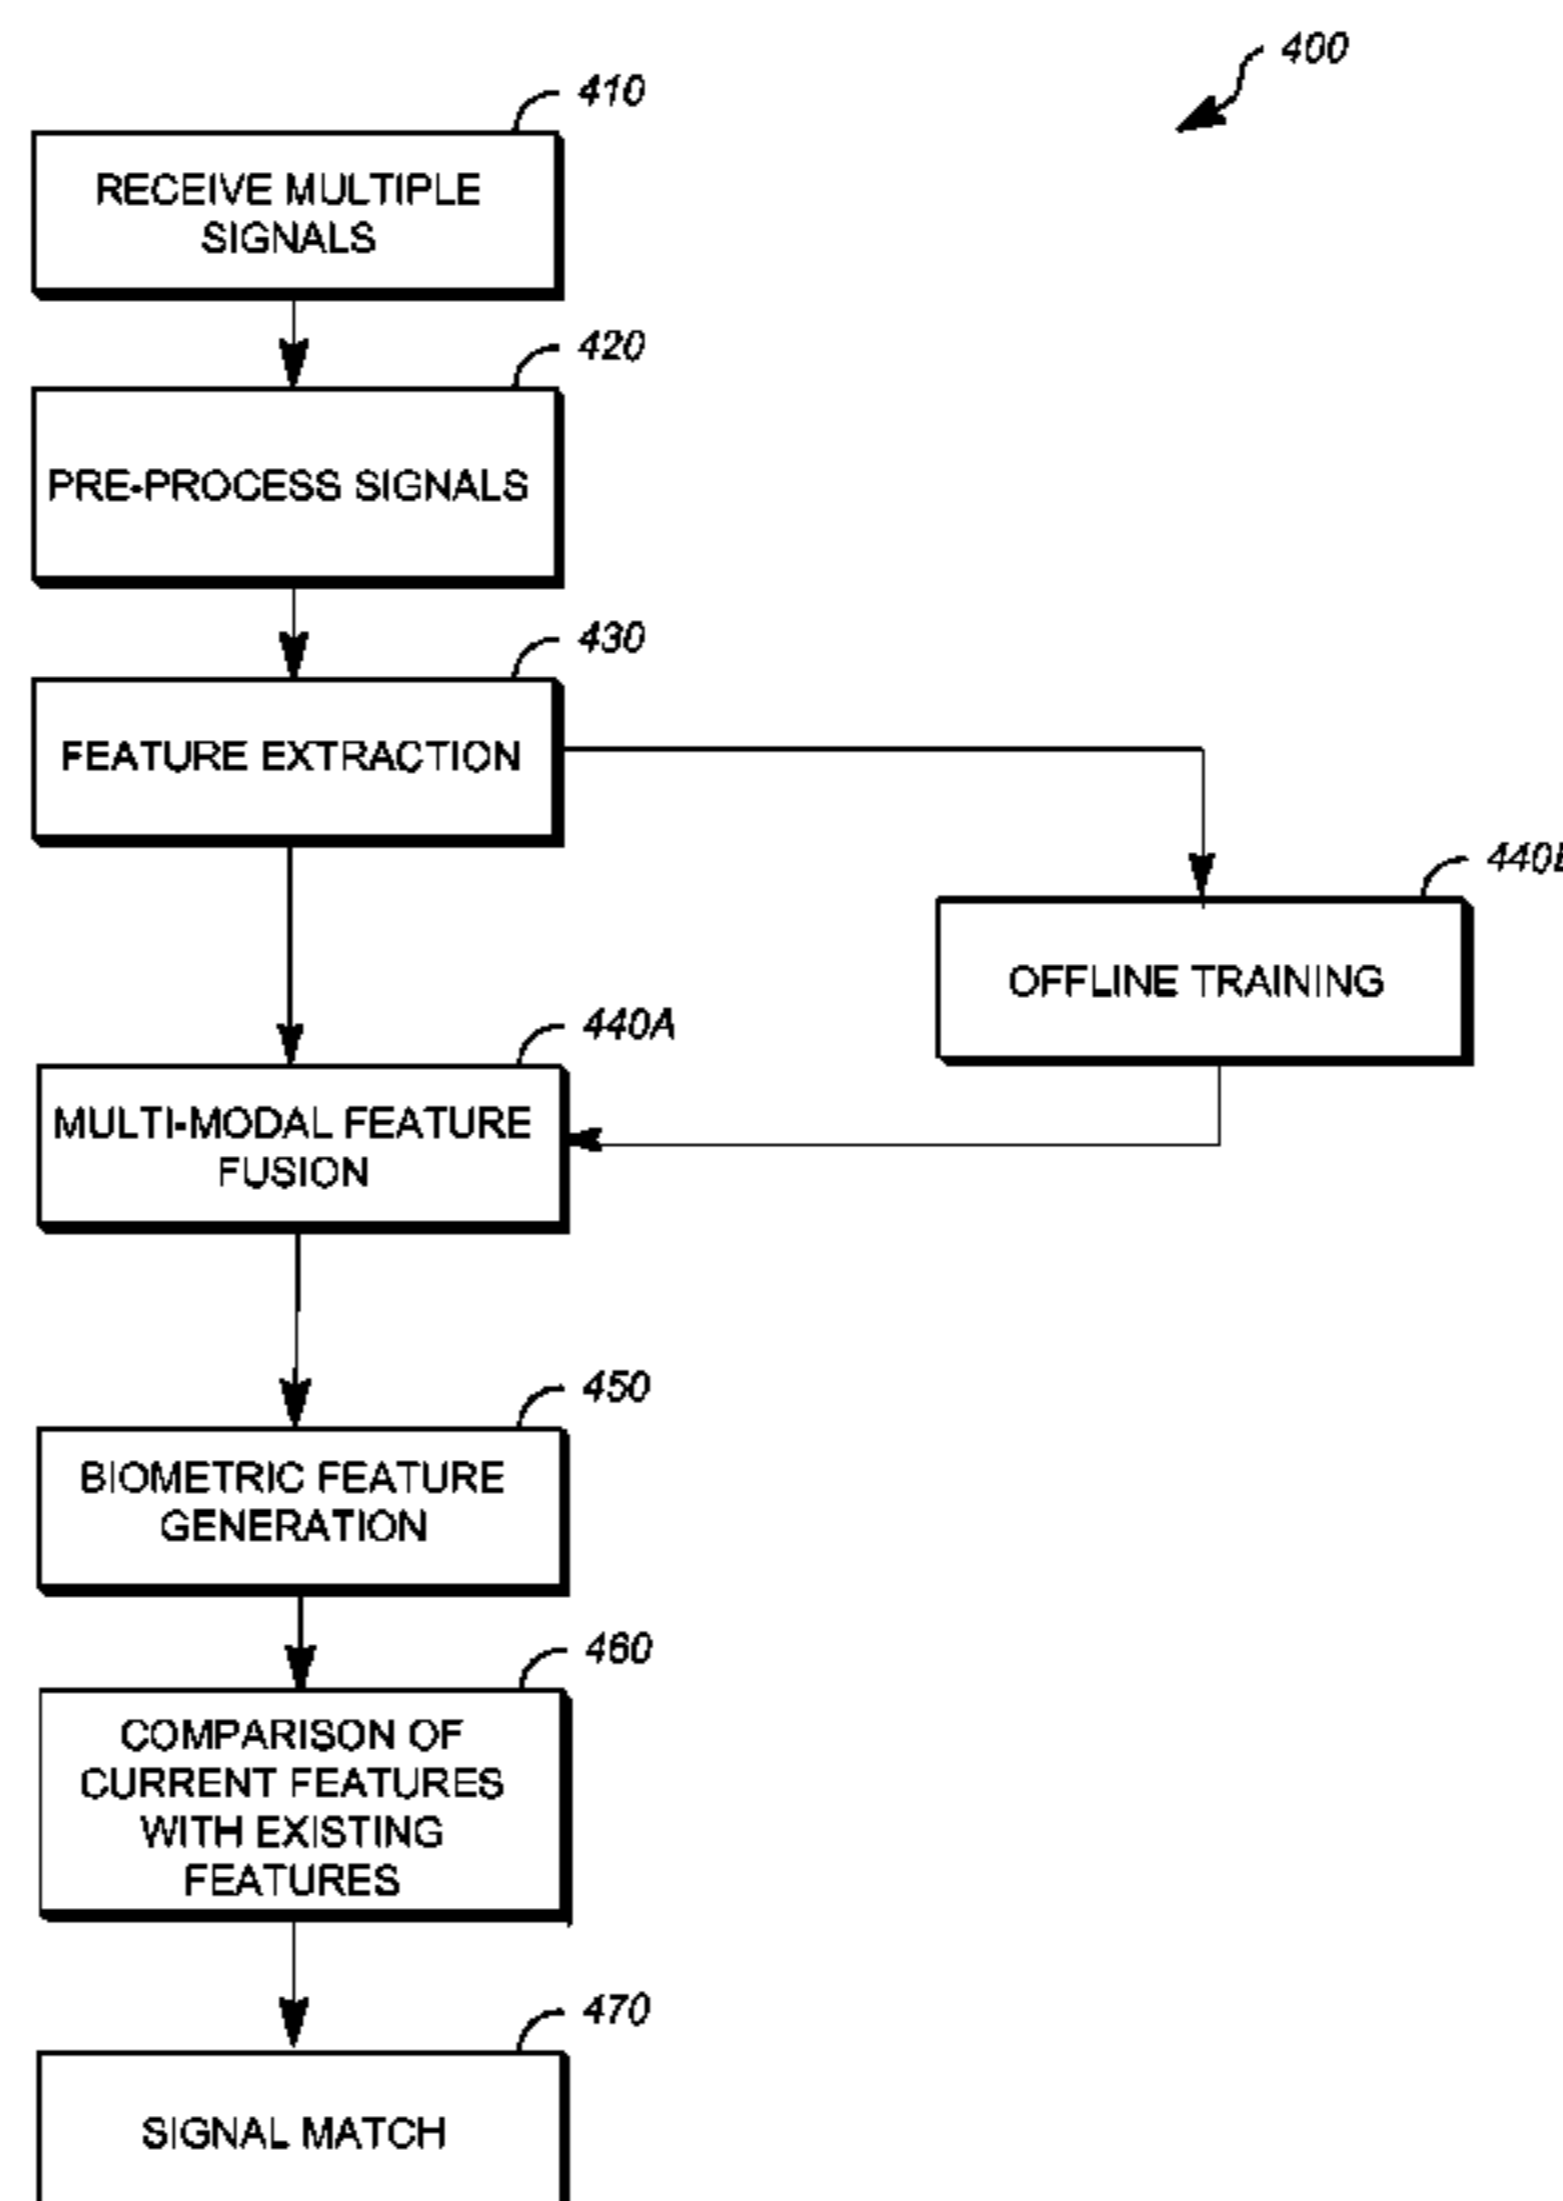 400
410
RECEIVE MULTIPLE
SIGNALS
420
PRE-PROCESS SIGNALS
430
FEATURE EXTRACTION
OFFLINE TRAINING
440A
MULTI-MODAL FEATURE
FUSION
450
BIOMETRIC FEATURE
GENERATION
460
COMPARISON OF
CURRENT FEATURES
WITH EXISTING
FEATURES
470
SIGNAL MATCH